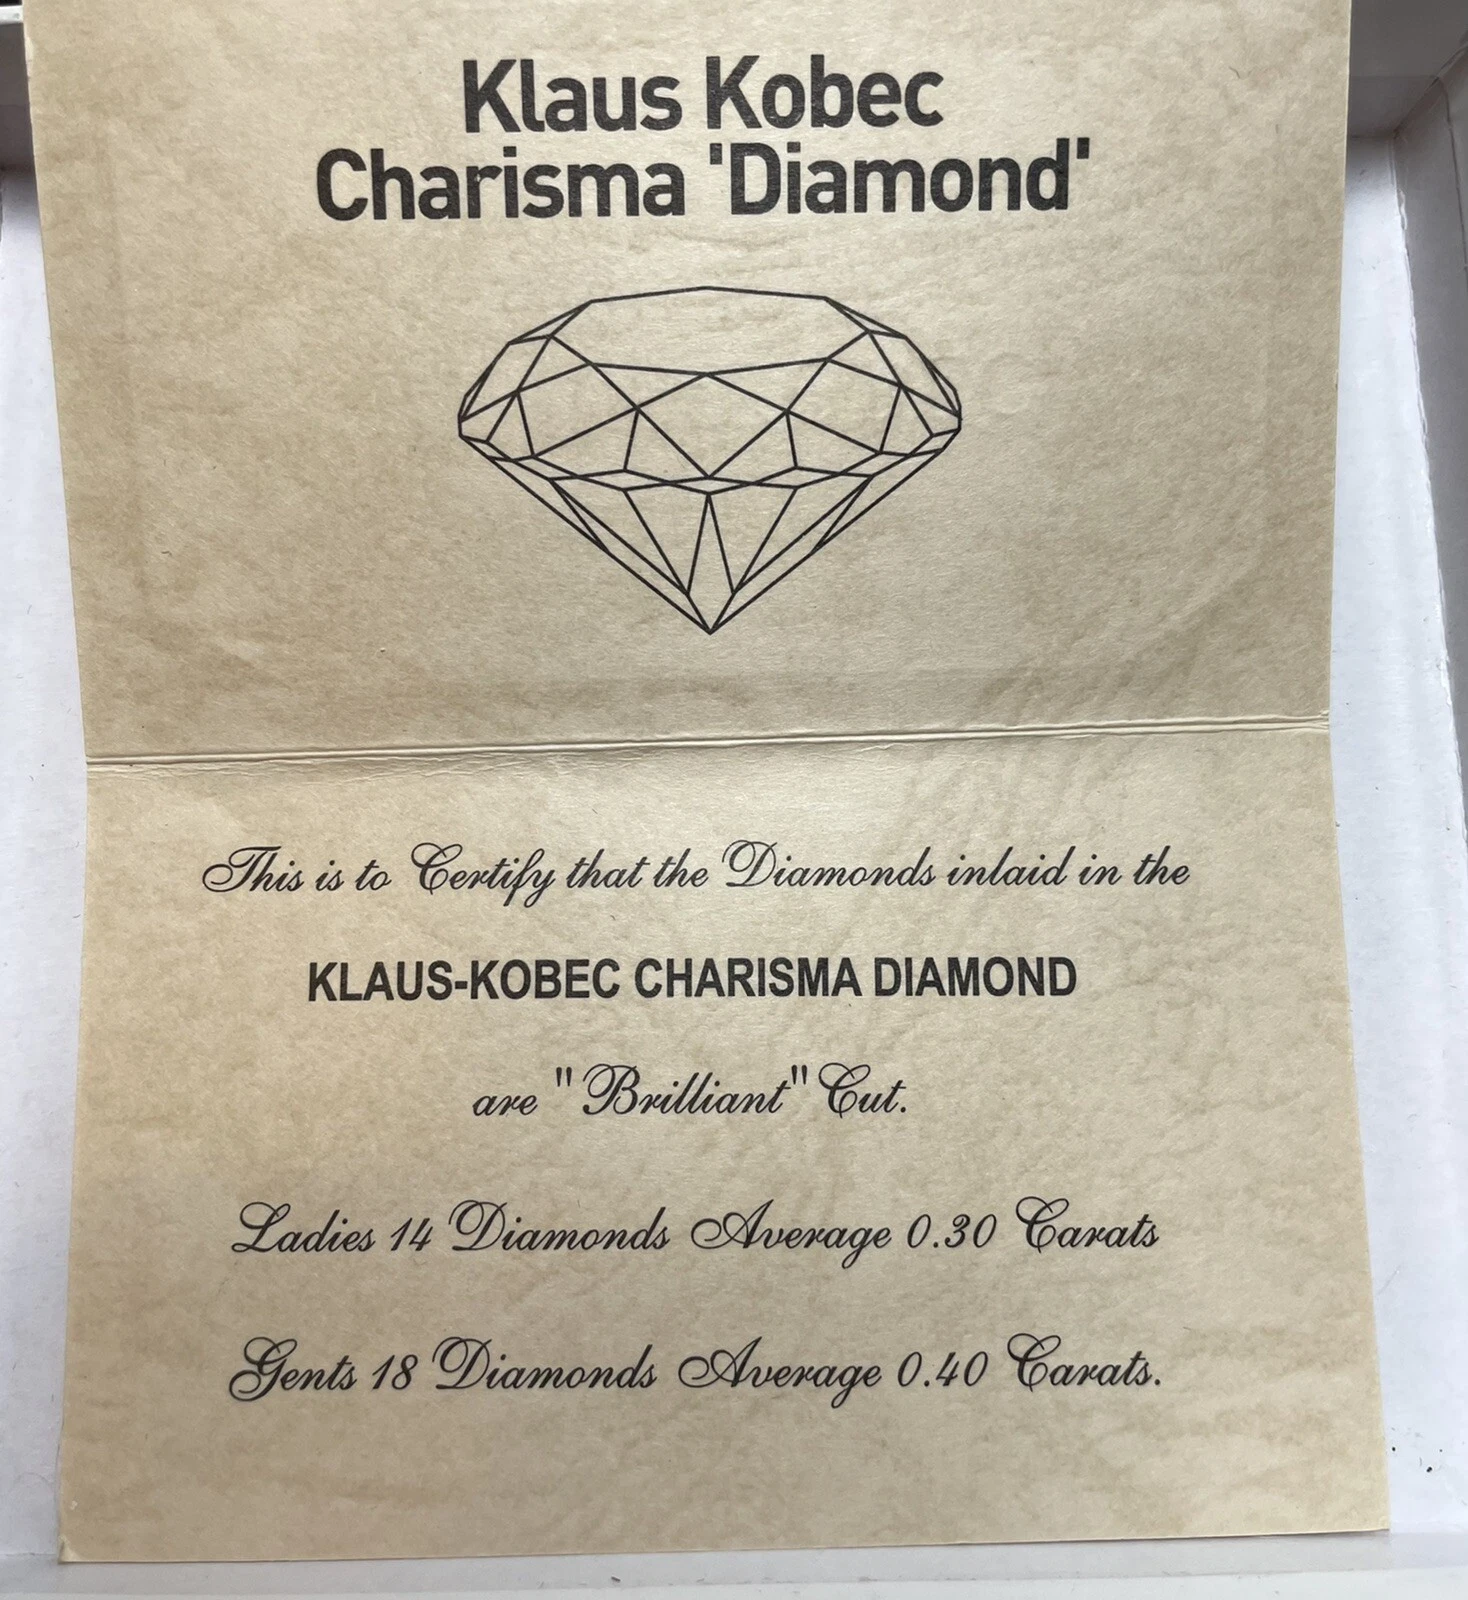 Klaus Kobec
Charisma 'Diamond'
This is to Certify that the Diamonds inlaid in the
KLAUS-KOBEC CHARISMA DIAMOND
are "Brilliant" Cut.
Ladies 14 Diamonds Average 0.30 Carats
Gents 18 Diamonds Average 0.40 Carats.